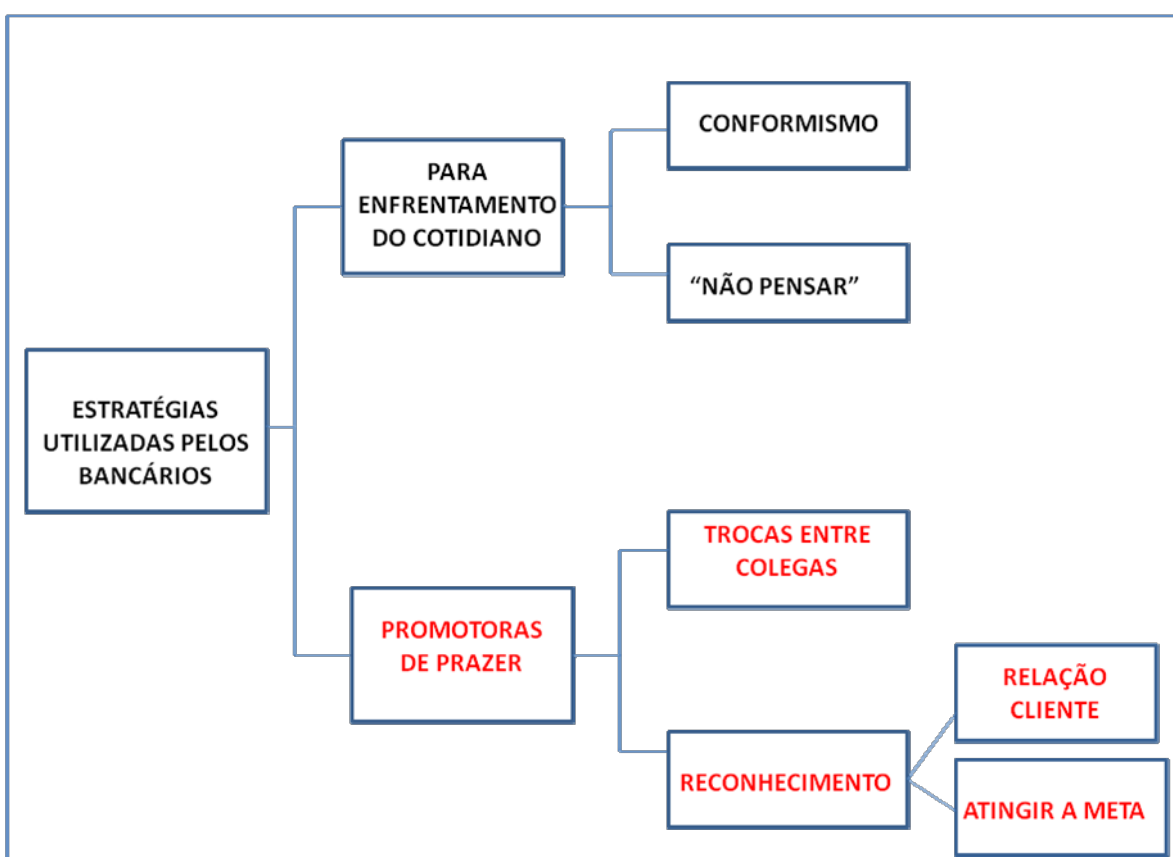 CONFORMISMO
PARA
ENFRENTAMENTO
DO COTIDIANO
“NÃO PENSAR”
ESTRATÉGIAS
UTILIZADAS PELOS
BANCÁRIOS
TROCAS ENTRE
COLEGAS
PROMOTORAS
DE PRAZER
RELAÇÃO
CLIENTE
RECONHECIMENTO
ATINGIR A META